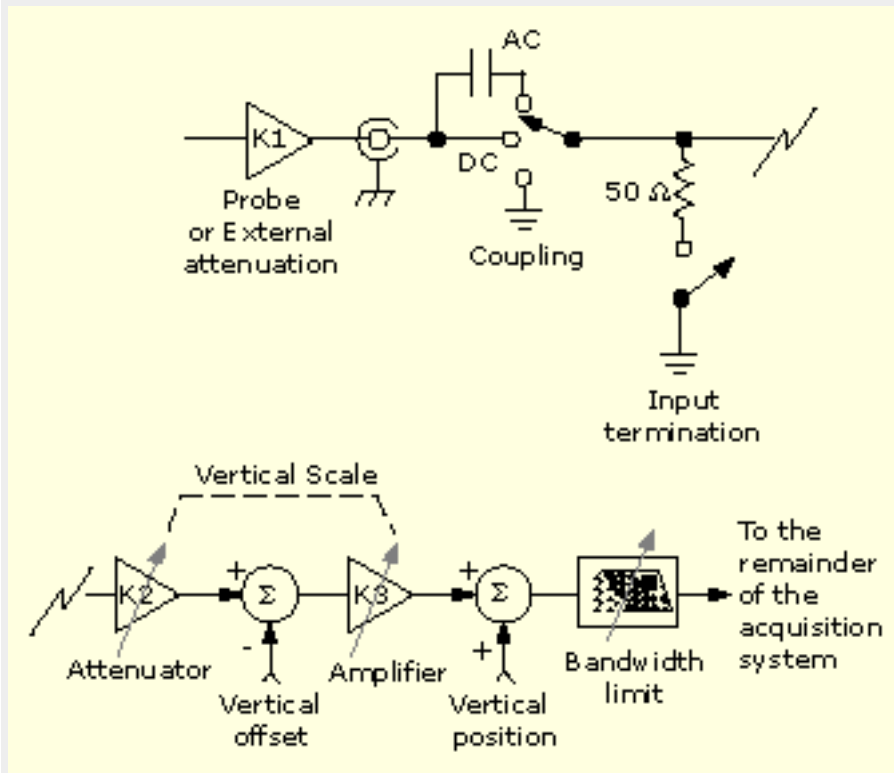 AC
K1
DC
50 Ω
Probe
or External
attenuation
Coupling
Input
termination
Vertical Scale
To the
remainder
of the
acquisition
system
K2
+
Σ
K3
+
Σ
-
+
Attenuator
Vertical
offset
Amplifier
Vertical
position
Bandwidth
limit